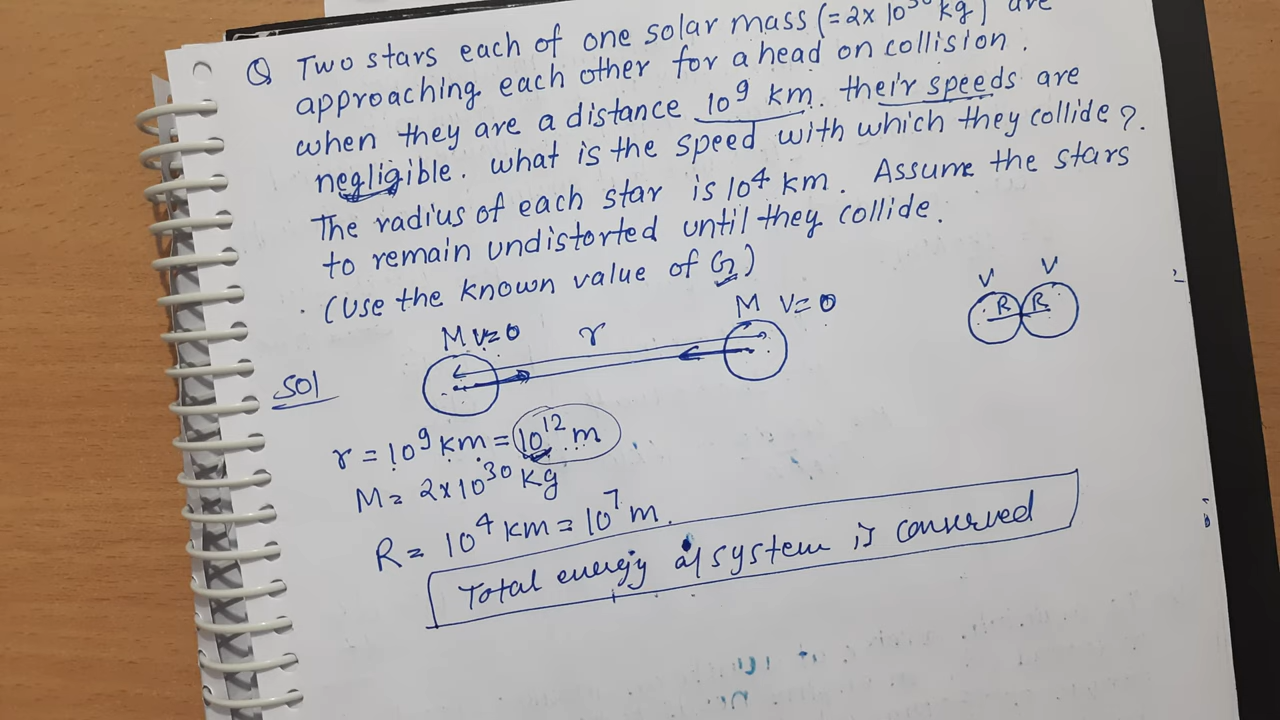 Q Two stars each of one solar mass (= 2x 10³⁰ kg) are
approaching each other for a head on collision.
when they are a distance 10⁹ km. their speeds are
negligible. what is the speed with which they collide?
The radius of each star is 10⁴ km. Assume the stars
to remain undistorted until they collide.
(Use the known value of G)
V V
R R
M V=0 r M V=0
Sol
r = 10⁹ km = 10¹² m
M = 2x10³⁰ kg
R = 10⁴ km = 10⁷ m.
Total energy of system is conserved